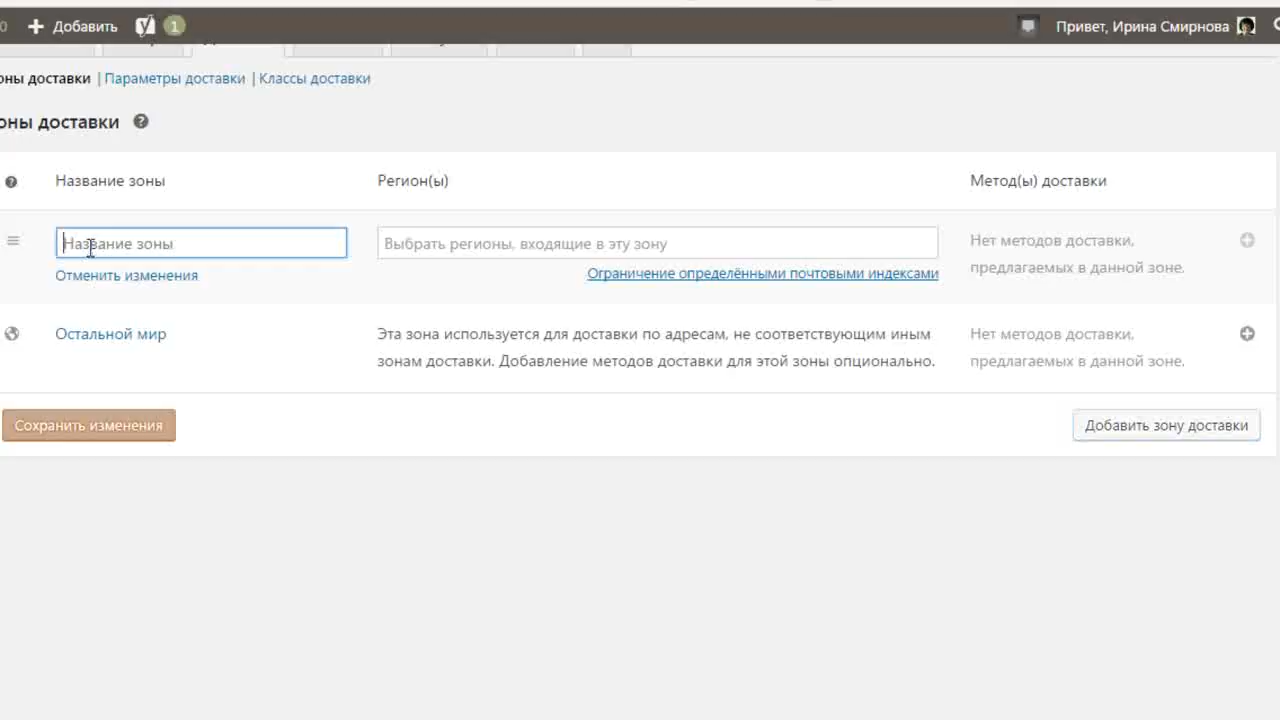 0 Добавить 1 Привет, Ирина Смирнова
оны доставки | Параметры доставки | Классы доставки
оны доставки
Название зоны Регион(ы) Метод(ы) доставки
Название зоны Выбрать регионы, входящие в эту зону Нет методов доставки,
Отменить изменения Ограничение определёнными почтовыми индексами предлагаемых в данной зоне.
Остальной мир Эта зона используется для доставки по адресам, не соответствующим иным Нет методов доставки,
зонам доставки. Добавление методов доставки для этой зоны опционально. предлагаемых в данной зоне.
Сохранить изменения Добавить зону доставки